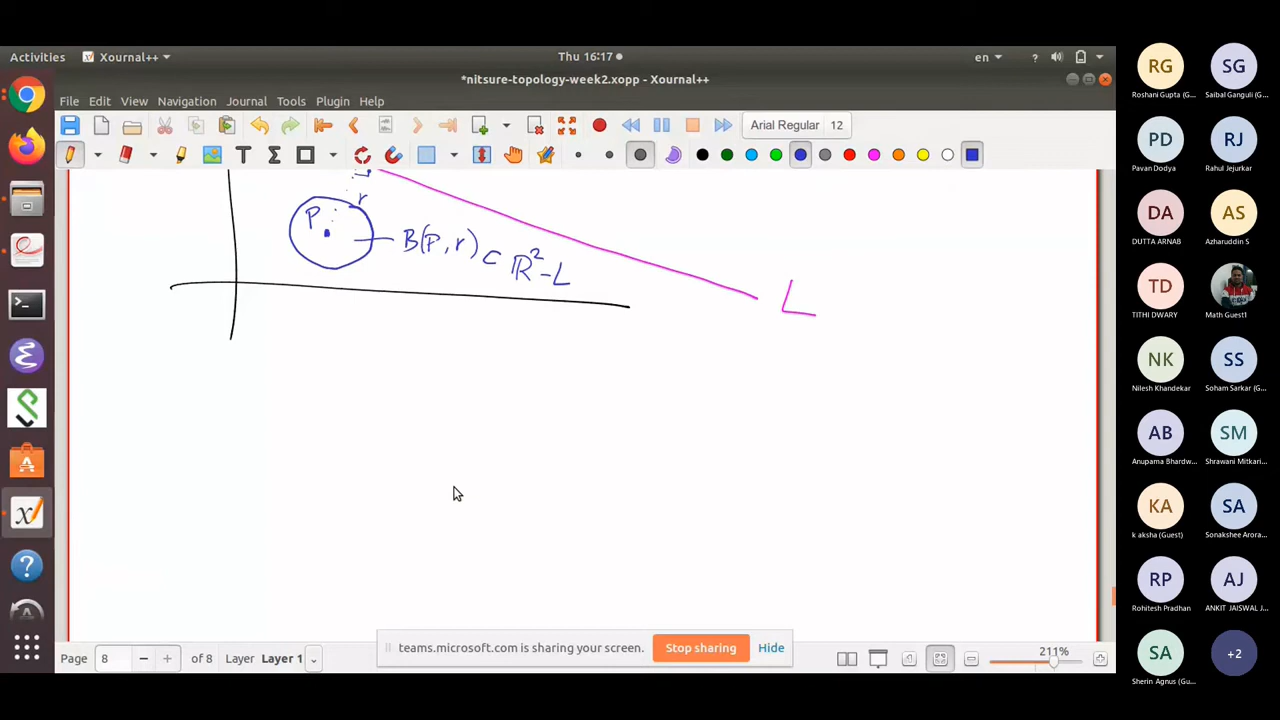 Activities
Xournal++
Thu 16:17
en
*nitsure-topology-week2.xopp - Xournal++
File Edit View Navigation Journal Tools Plugin Help
Arial Regular 12
r
P
B(P, r) ⊂ ℝ² - L
L
teams.microsoft.com is sharing your screen.
Stop sharing
Hide
Page 8 of 8 Layer Layer 1
211%
RG
Roshani Gupta (G...
SG
Saibal Ganguli (G...
PD
Pavan Dodya
RJ
Rahul Jejurkar
DA
DUTTA ARNAB
AS
Azharuddin S
TD
TITHI DWARY
Math Guest1
NK
Nilesh Khandekar
SS
Soham Sarkar (G...
AB
Anupama Bhardw...
SM
Shrawani Mitkari...
KA
k aksha (Guest)
SA
Sonakshee Arora...
RP
Rohitesh Pradhan
AJ
ANKIT JAISWAL J...
SA
Sherin Agnus (Gu...
+2